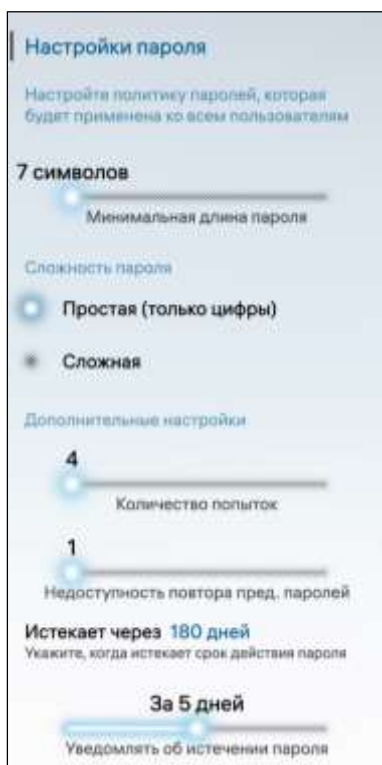 Настройки пароля
Настройте политику паролей, которая
будет применена ко всем пользователям
7 символов
Минимальная длина пароля
Сложность пароля
Простая (только цифры)
Сложная
Дополнительные настройки
4
Количество попыток
1
Недоступность повтора пред. паролей
Истекает через 180 дней
Укажите, когда истекает срок действия пароля
За 5 дней
Уведомлять об истечении пароля